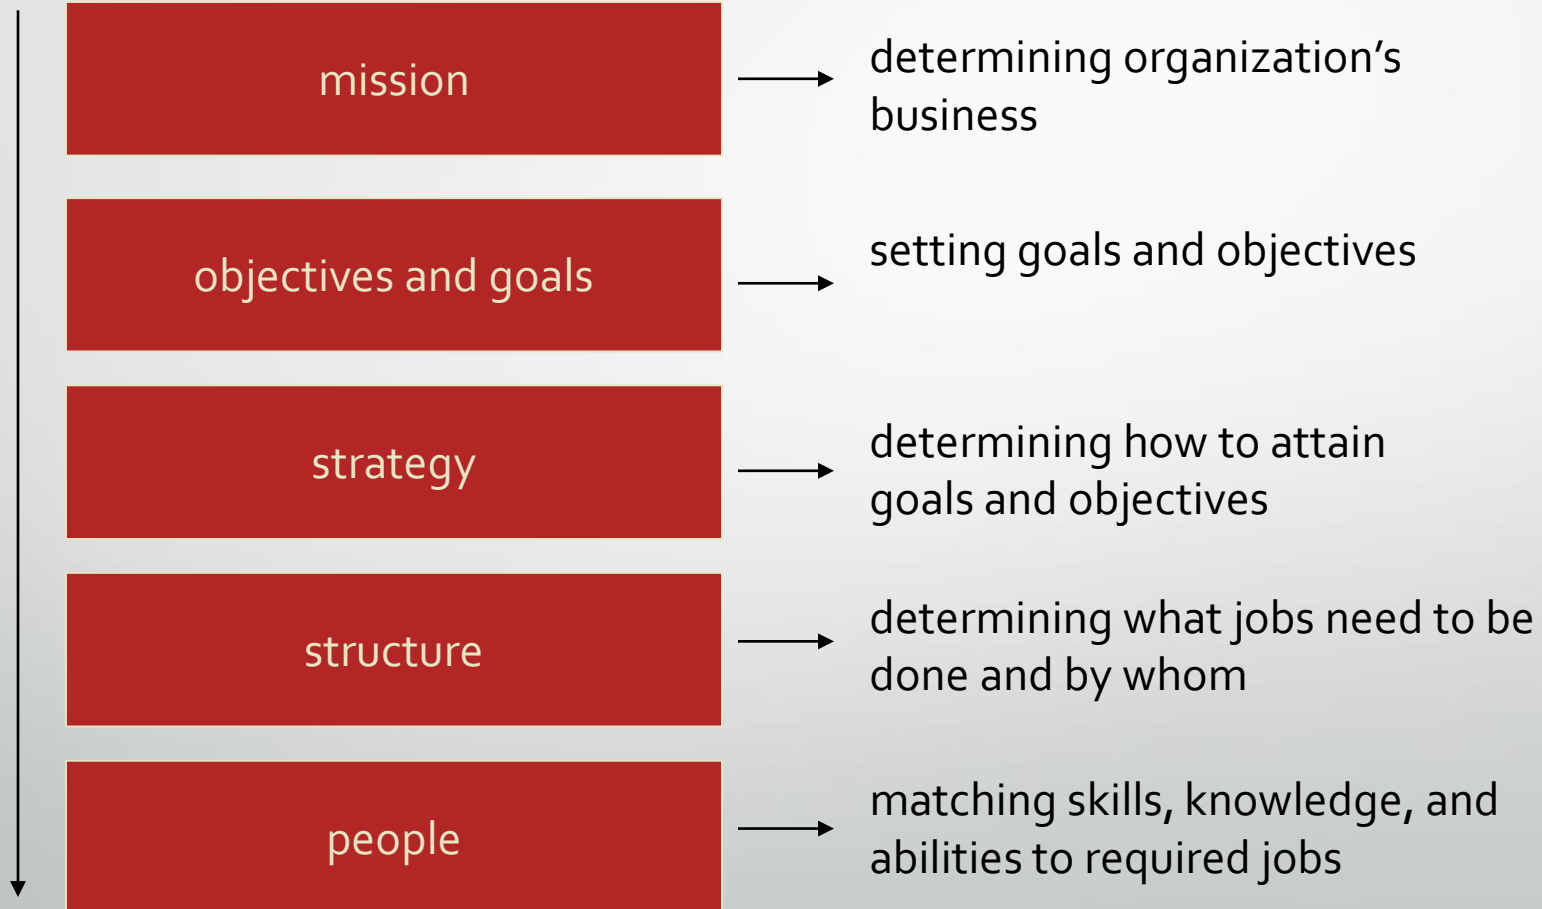 mission
determining organization’s
business
objectives and goals
setting goals and objectives
strategy
determining how to attain
goals and objectives
structure
determining what jobs need to be
done and by whom
people
matching skills, knowledge, and
abilities to required jobs